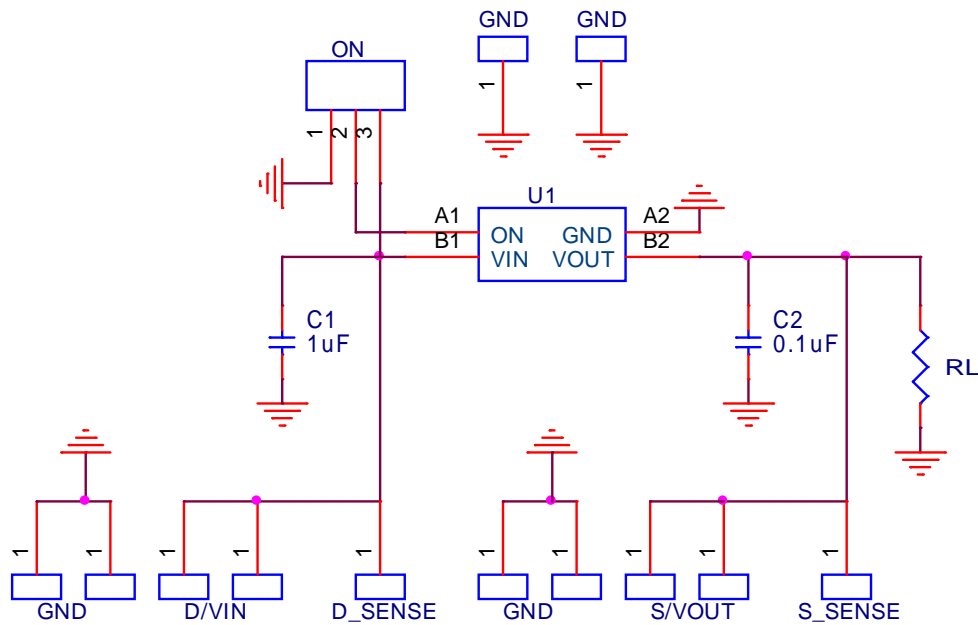 GND GND
ON
1 1
1 2 3
U1
A1 A2
ON GND
B1 B2
VIN VOUT
C1 C2
1uF 0.1uF
RL
1 1 1 1 1 1 1 1 1 1
GND D/VIN D_SENSE GND S/VOUT S_SENSE